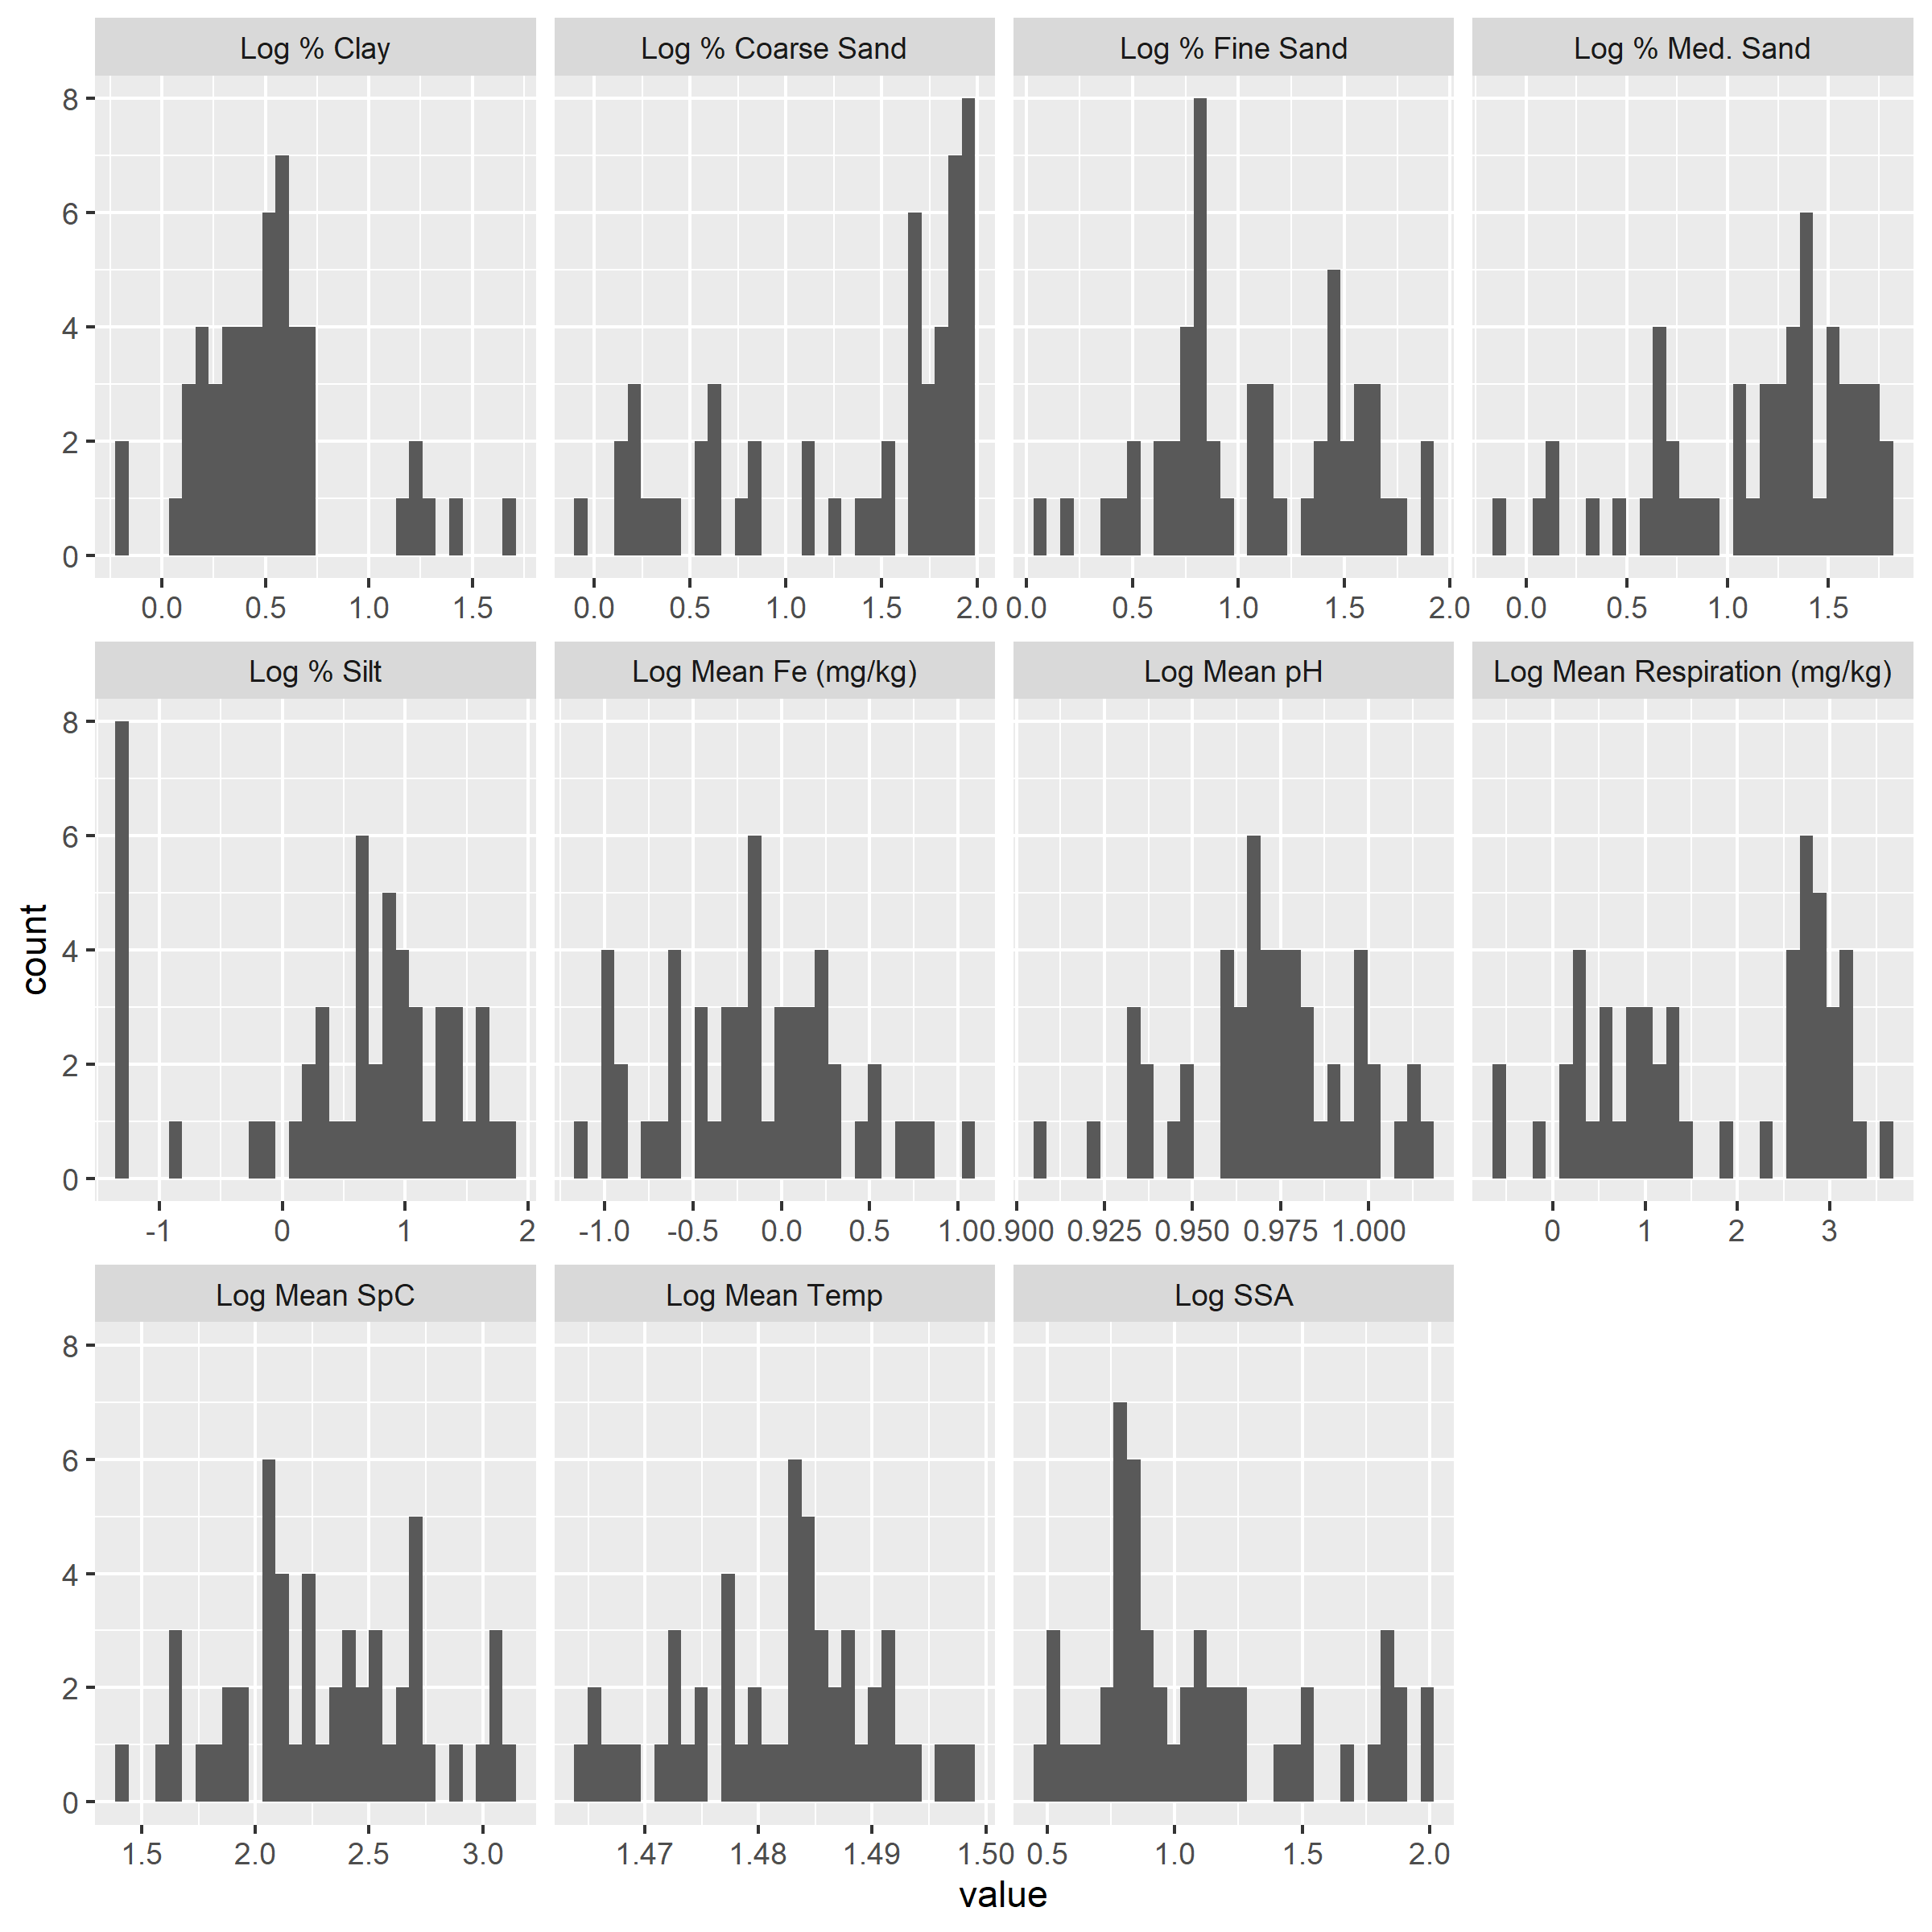 Log % Clay Log % Coarse Sand Log % Fine Sand Log % Med. Sand
8
6
4
2
0
0.0 0.5 1.0 1.5 0.0 0.5 1.0 1.5 2.0 0.0 0.5 1.0 1.5 2.0 0.0 0.5 1.0 1.5
Log % Silt Log Mean Fe (mg/kg) Log Mean pH Log Mean Respiration (mg/kg)
8
6
4
2
0
count
-1 0 1 2 -1.0 -0.5 0.0 0.5 1.0 0.900 0.925 0.950 0.975 1.000 0 1 2 3
Log Mean SpC Log Mean Temp Log SSA
8
6
4
2
0
1.5 2.0 2.5 3.0 1.47 1.48 1.49 1.50 0.5 1.0 1.5 2.0
value